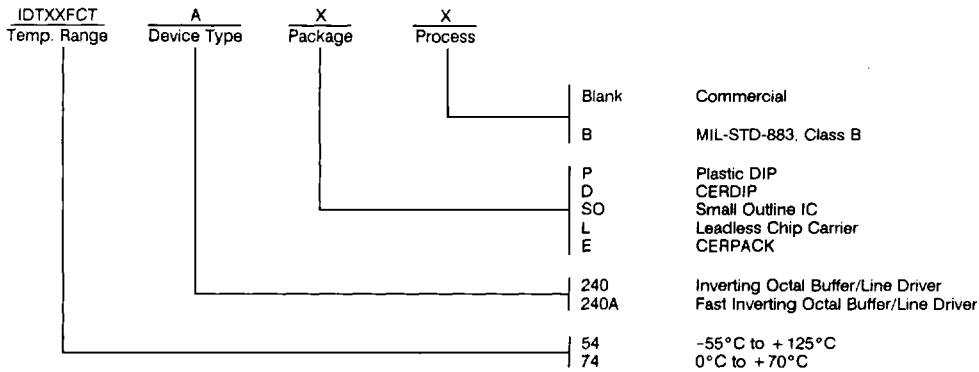 IDTXXFCT A X X
Temp. Range Device Type Package Process
Blank Commercial
B MIL-STD-883, Class B
P Plastic DIP
D CERDIP
SO Small Outline IC
L Leadless Chip Carrier
E CERPACK
240 Inverting Octal Buffer/Line Driver
240A Fast Inverting Octal Buffer/Line Driver
54 -55°C to +125°C
74 0°C to +70°C